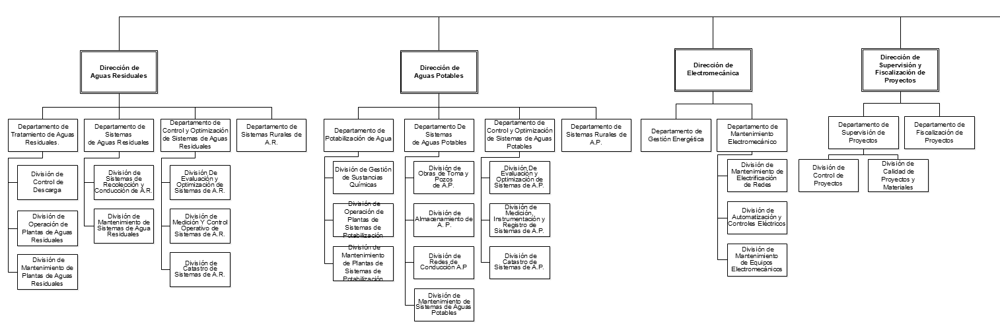 Dirección de
Aguas Residuales
Dirección de
Aguas Potables
Dirección de
Electromecánica
Dirección de
Supervisión y
Fiscalización de
Proyectos
Departamento de
Tratamiento de Aguas
Residuales.
Departamento de
Sistemas
de Aguas Residuales
Departamento de
Control y Optimización
de Sistemas de Aguas
Residuales
Departamento de
Sistemas Rurales de
A.R.
Departamento de
Potabilización de Agua
Departamento De
Sistemas
de Aguas Potables
Departamento de
Control y Optimización
de Sistemas de Aguas
Potables
Departamento de
Sistemas Rurales de
A.P.
Departamento de
Gestión Energética
Departamento de
Mantenimiento
Electromecánico
Departamento de
Supervisión de
Proyectos
Departamento de
Fiscalización de
Proyectos
División de
Control de
Descarga
División de
Operación de
Plantas de Aguas
Residuales
División de
Mantenimiento de
Plantas de Aguas
Residuales
División de
Sistemas de
Recolección y
Conducción de A.R.
División de
Mantenimiento de
Sistemas de Agua
Residuales
División De
Evaluación y
Optimización de
Sistemas de A.R.
División de
Medición Y Control
Operativo de
Sistemas de A.R.
División de
Catastro de
Sistemas de A.R.
División de Gestión
de Sustancias
Químicas
División de
Operación de
Plantas de
Sistemas de
Potabilización
División de
Mantenimiento
de Plantas de
Sistemas de
Potabilización
División de
Obras de Toma y
Pozos
de A.P.
División de
Almacenamiento de
A. P.
División de
Redes de
Conducción A.P
División de
Mantenimiento de
Sistemas de Aguas
Potables
División De
Evaluación y
Optimización de
Sistemas de A.P.
División de
Medición,
Instrumentación y
Registro de
Sistemas de A.P.
División de
Catastro de
Sistemas de A.P.
División de
Mantenimiento de
Electrificación
de Redes
División de
Automatización y
Controles Eléctricos
División de
Mantenimiento
de Equipos
Electromecánicos
División de
Control de
Proyectos
División de
Calidad de
Proyectos y
Materiales